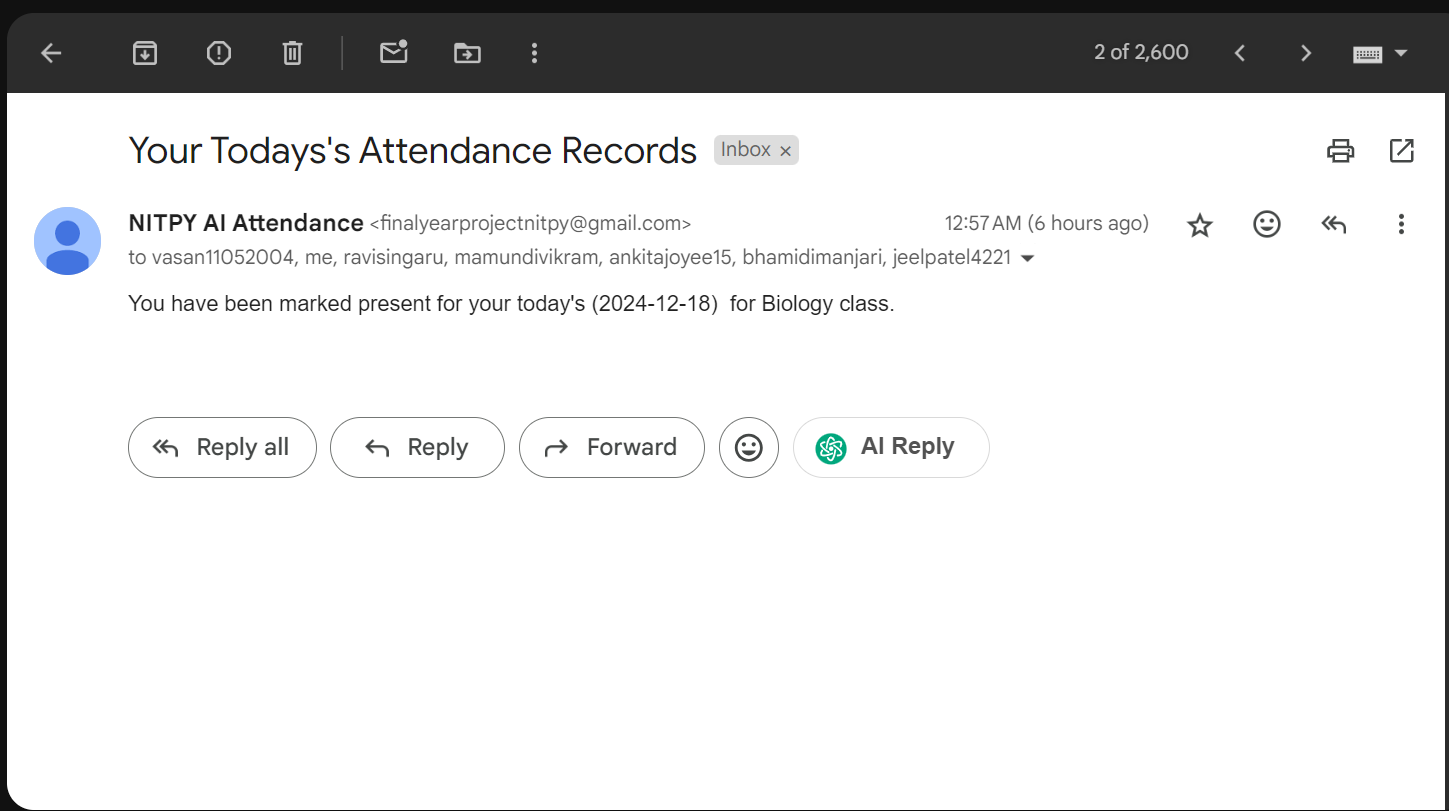 2 of 2,600
Your Todays's Attendance Records Inbox ×
NITPY AI Attendance <finalyearprojectnitpy@gmail.com> 12:57 AM (6 hours ago)
to vasan11052004, me, ravisingaru, mamundivikram, ankitajoyee15, bhamidimanjari, jeelpatel4221
You have been marked present for your today's (2024-12-18)  for Biology class.
Reply all Reply Forward AI Reply